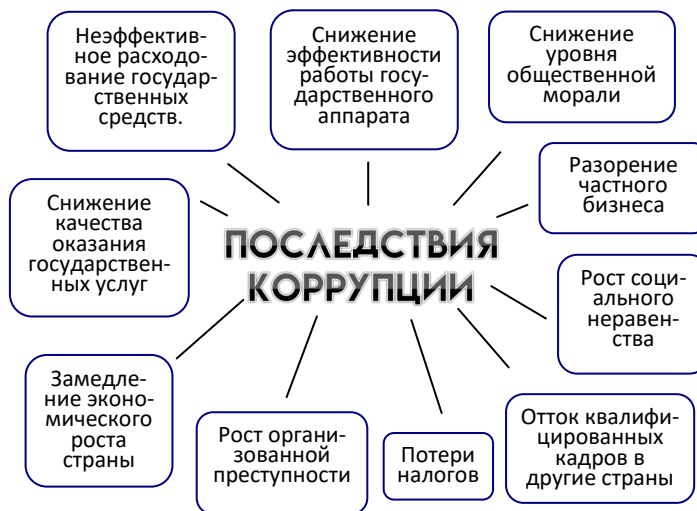 Неэффектив-
ное расходо-
вание государ-
ственных
средств.
Снижение
эффективности
работы госу-
дарственного
аппарата
Снижение
уровня
общественной
морали
Снижение
качества
оказания
государствен-
ных услуг
ПОСЛЕДСТВИЯ
КОРРУПЦИИ
Разорение
частного
бизнеса
Рост соци-
ального
неравен-
ства
Замедле-
ние эконо-
мического
роста
страны
Рост органи-
зованной
преступности
Потери
налогов
Отток квалифи-
цированных
кадров в
другие страны